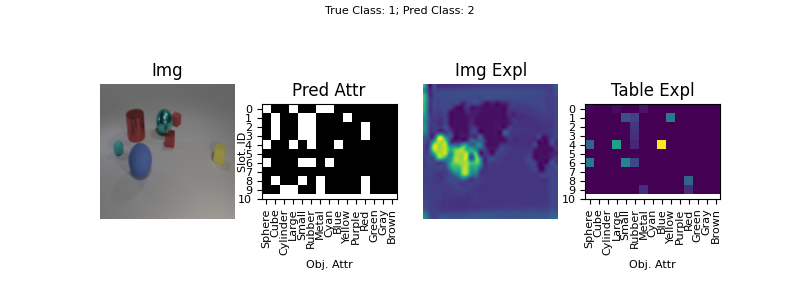 True Class: 1; Pred Class: 2
Img
Pred Attr
Img Expl
Table Expl
Slot. ID
0
1
2
3
4
5
6
7
8
9
10
0
1
2
3
4
5
6
7
8
9
10
Sphere
Cube
Cylinder
Large
Small
Rubber
Metal
Cyan
Blue
Yellow
Purple
Red
Green
Gray
Brown
Obj. Attr
Sphere
Cube
Cylinder
Large
Small
Rubber
Metal
Cyan
Blue
Yellow
Purple
Red
Green
Gray
Brown
Obj. Attr